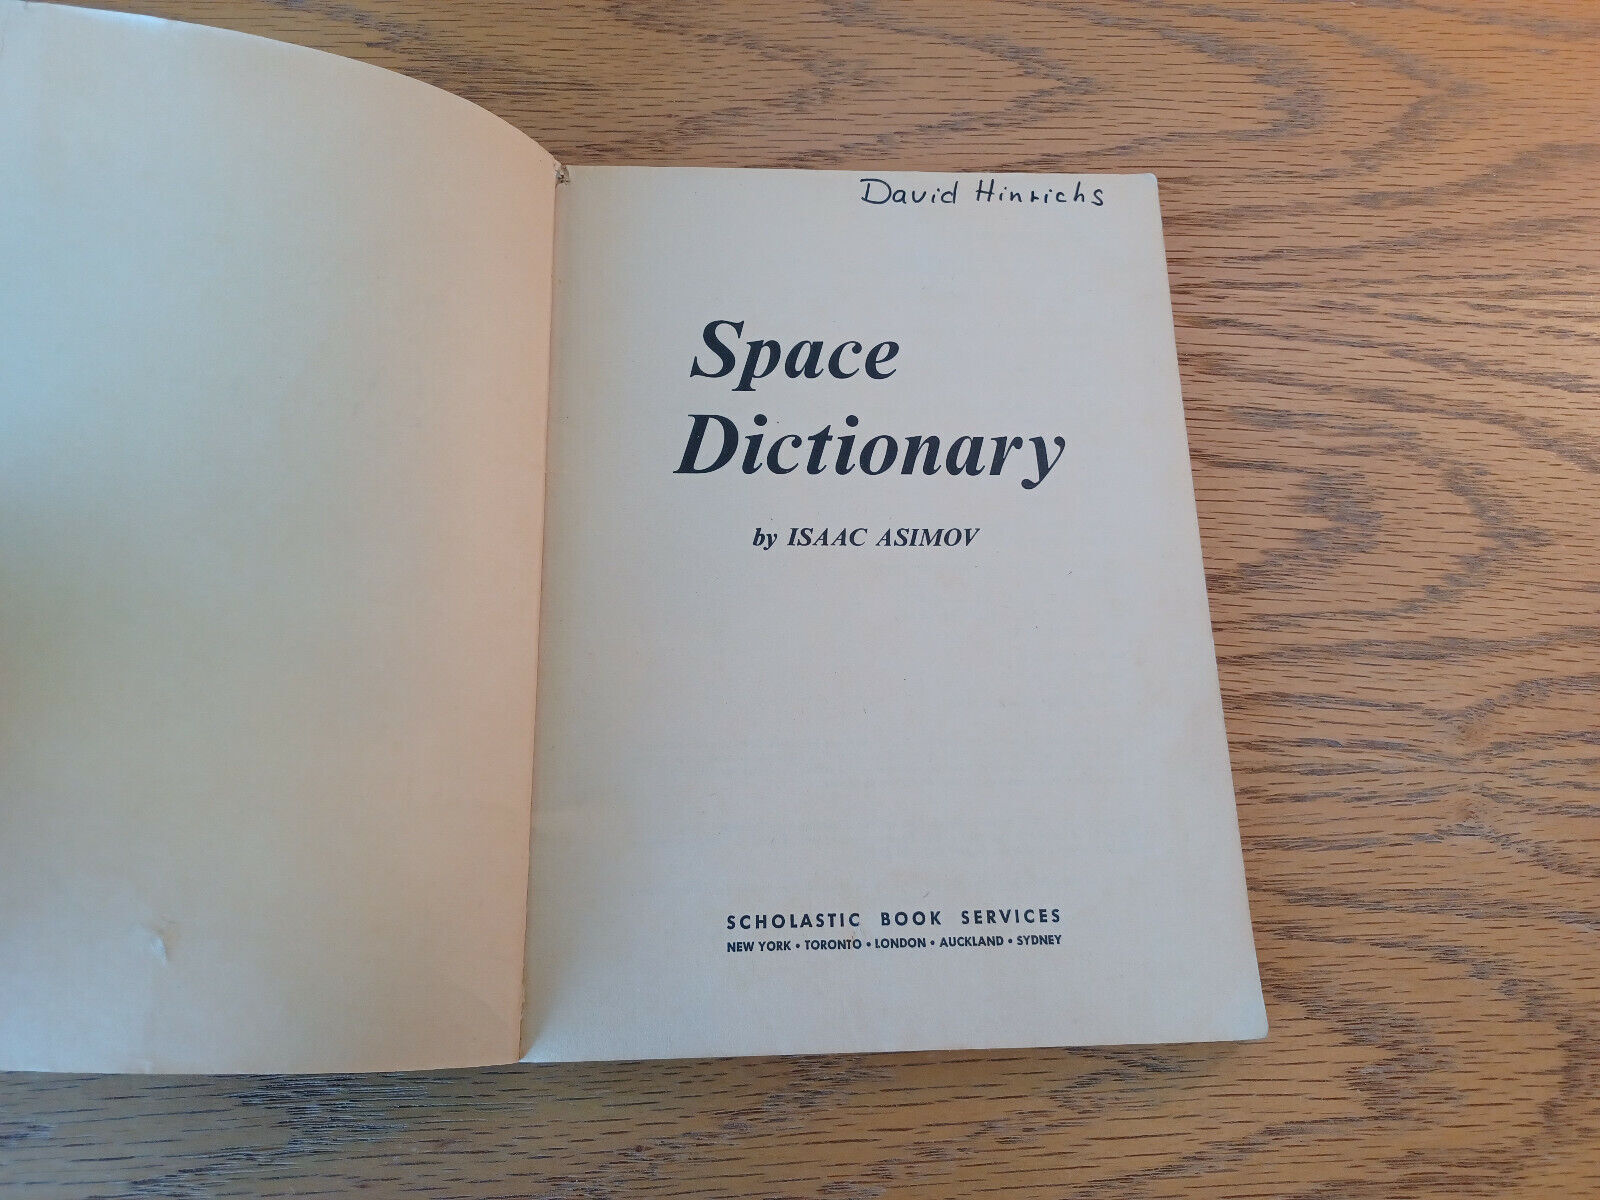 David Hinrichs
Space
Dictionary
by ISAAC ASIMOV
SCHOLASTIC BOOK SERVICES
NEW YORK • TORONTO • LONDON • AUCKLAND • SYDNEY